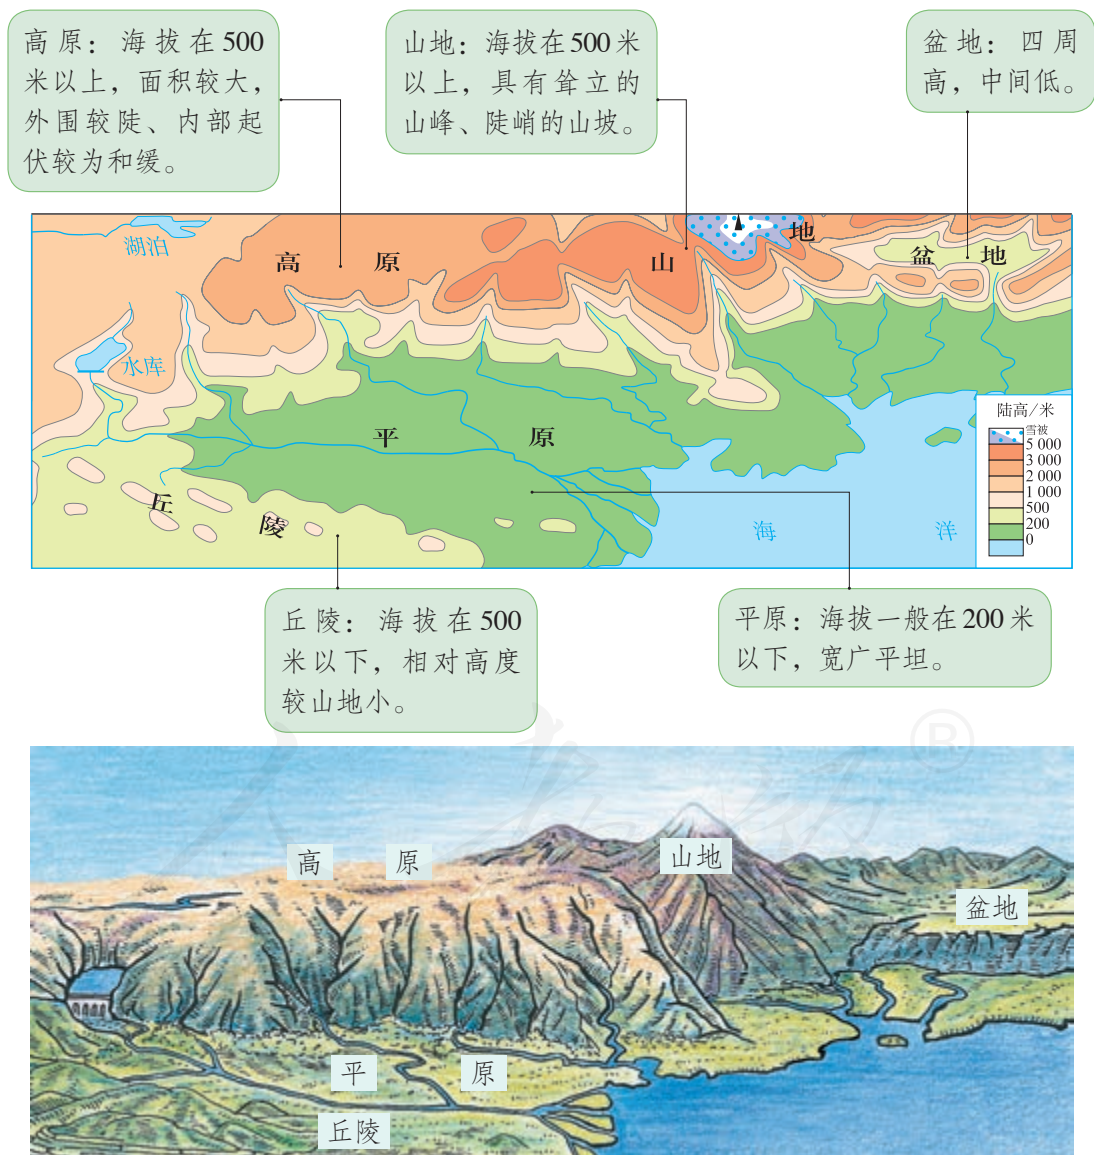 高原：海拔在500
米以上，面积较大，
外围较陡、内部起
伏较为和缓。
山地：海拔在500米
以上，具有耸立的
山峰、陡峭的山坡。
盆地：四周
高，中间低。
湖泊
高 原
山 地
盆 地
水库
平 原
丘 陵
海 洋
陆高/米
雪被
5 000
3 000
2 000
1 000
500
200
0
丘陵：海拔在500
米以下，相对高度
较山地小。
平原：海拔一般在200米
以下，宽广平坦。
R
高 原
山地
盆地
平 原
丘陵